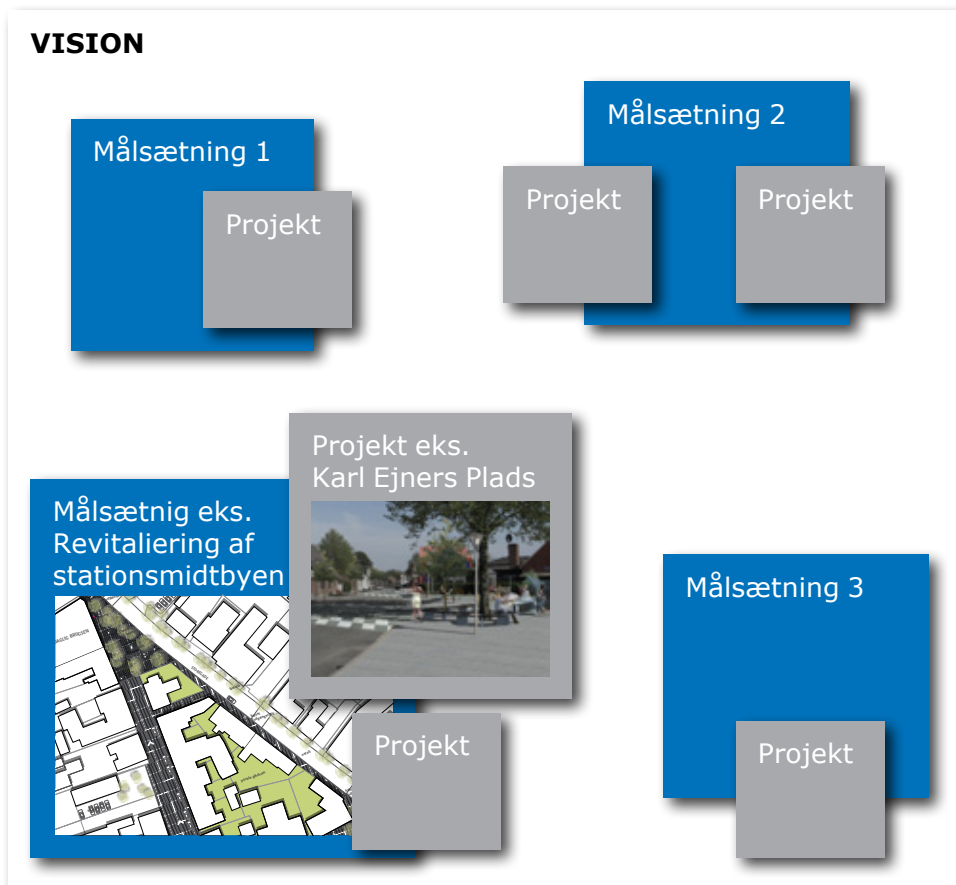 VISION
Målsætning 1
Projekt
Målsætning 2
Projekt
Projekt
Projekt eks.
Karl Ejners Plads
Målsætnig eks.
Revitaliering af
stationsmidtbyen
Projekt
Målsætning 3
Projekt